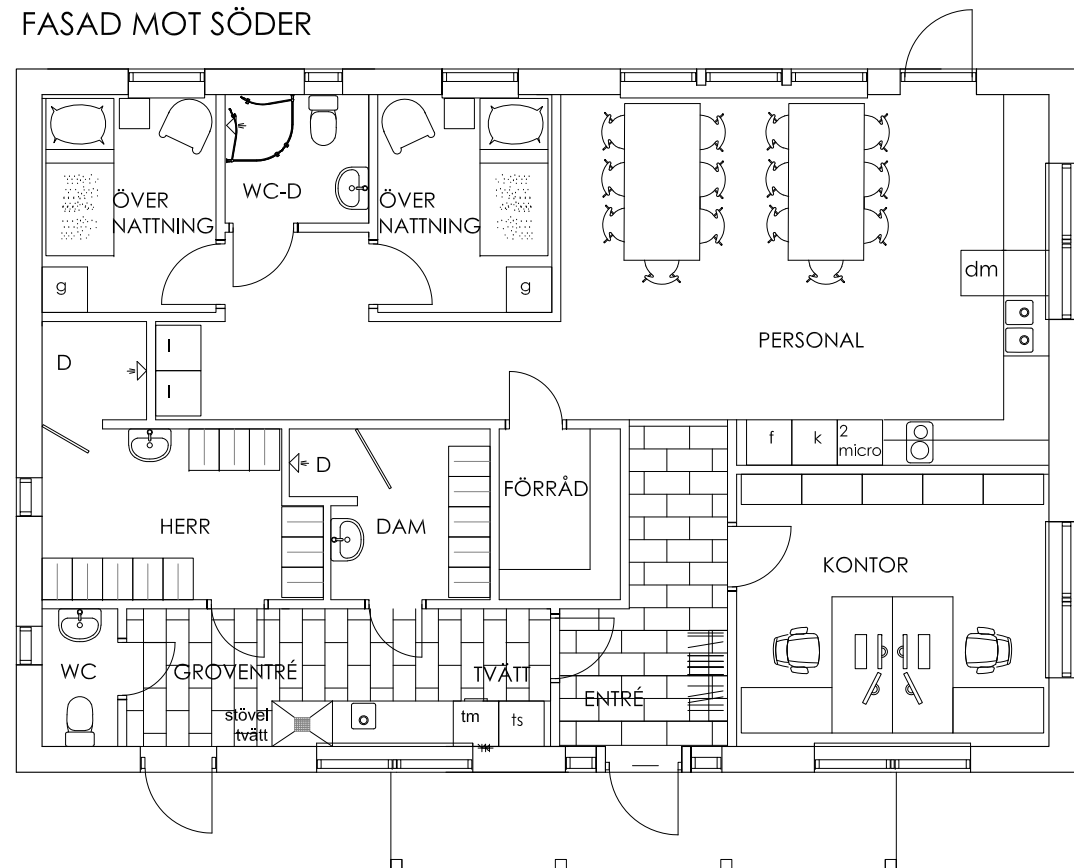 FASAD MOT SÖDER
ÖVER
NATTNING
WC-D
ÖVER
NATTNING
g
g
dm
D
l
l
PERSONAL
f
k
2
micro
D
FÖRRÅD
HERR
DAM
KONTOR
WC
GROVENTRÉ
TVÄTT
ENTRÉ
stövel
tvätt
tm
ts